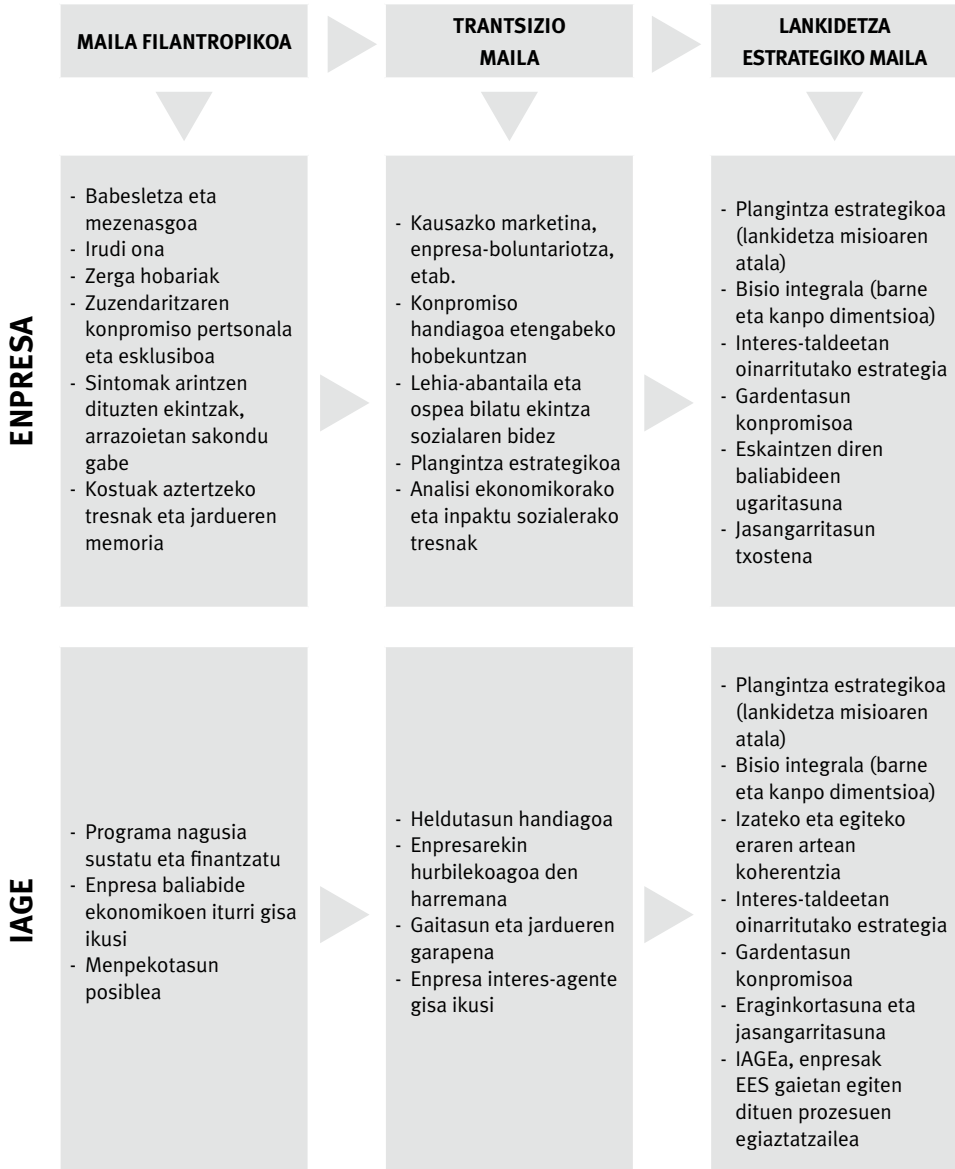 MAILA FILANTROPIKOA
TRANTSIZIO
MAILA
LANKIDETZA
ESTRATEGIKO MAILA
ENPRESA
- Babesletza eta
mezenasgoa
- Irudi ona
- Zerga hobariak
- Zuzendaritzaren
konpromiso pertsonala
eta esklusiboa
- Sintomak arintzen
dituzten ekintzak,
arrazoietan sakondu
gabe
- Kostuak aztertzeko
tresnak eta jardueren
memoria
- Kausazko marketina,
enpresa-boluntariotza,
etab.
- Konpromiso
handiagoa etengabeko
hobekuntzan
- Lehia-abantaila eta
ospea bilatu ekintza
sozialaren bidez
- Plangintza estrategikoa
- Analisi ekonomikorako
eta inpaktu sozialerako
tresnak
- Plangintza estrategikoa
(lankidetza misioaren
atala)
- Bisio integrala (barne
eta kanpo dimentsioa)
- Interes-taldeetan
oinarritutako estrategia
- Gardentasun
konpromisoa
- Eskaintzen diren
baliabideen
ugaritasuna
- Jasangarritasun
txostena
IAGE
- Programa nagusia
sustatu eta finantzatu
- Enpresa baliabide
ekonomikoen iturri gisa
ikusi
- Menpekotasun
posiblea
- Heldutasun handiagoa
- Enpresarekin
hurbilekoagoa den
harremana
- Gaitasun eta jardueren
garapena
- Enpresa interes-agente
gisa ikusi
- Plangintza estrategikoa
(lankidetza misioaren
atala)
- Bisio integrala (barne
eta kanpo dimentsioa)
- Izateko eta egiteko
eraren artean
koherentzia
- Interes-taldeetan
oinarritutako estrategia
- Gardentasun
konpromisoa
- Eraginkortasuna eta
jasangarritasuna
- IAGEa, enpresak
EES gaietan egiten
dituen prozesuen
egiaztatzailea